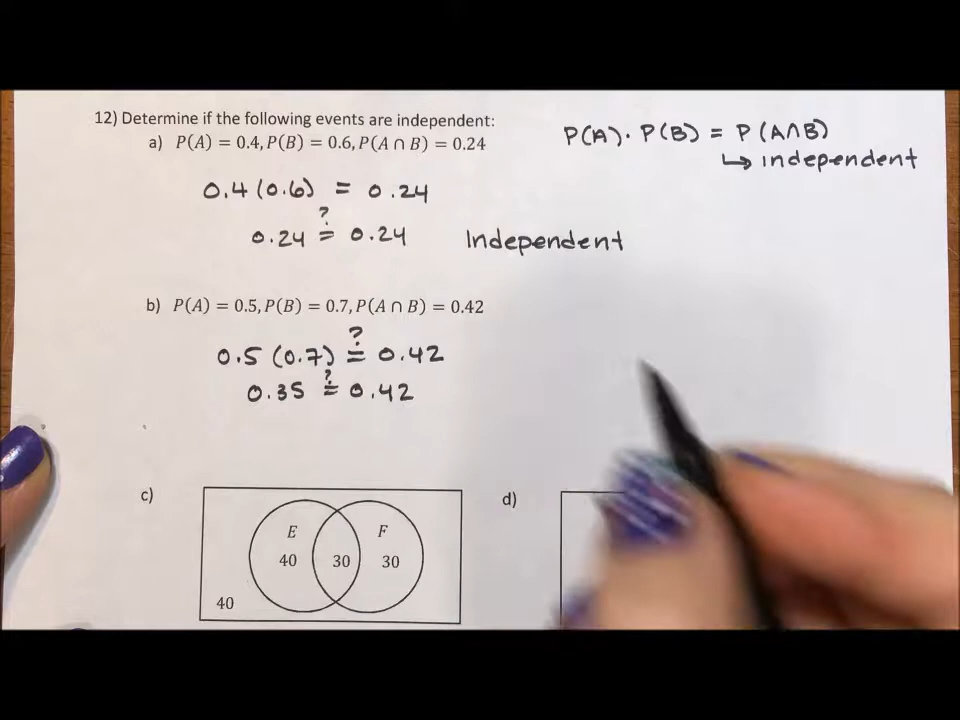 12) Determine if the following events are independent:
a) P(A) = 0.4, P(B) = 0.6, P(A ∩ B) = 0.24
P(A) · P(B) = P(A∩B)
↳ independent
0.4 (0.6) = 0.24
0.24 ≟ 0.24 Independent
b) P(A) = 0.5, P(B) = 0.7, P(A ∩ B) = 0.42
0.5 (0.7) ≟ 0.42
0.35 ≟ 0.42
c) d)
E F
40 30 30
40